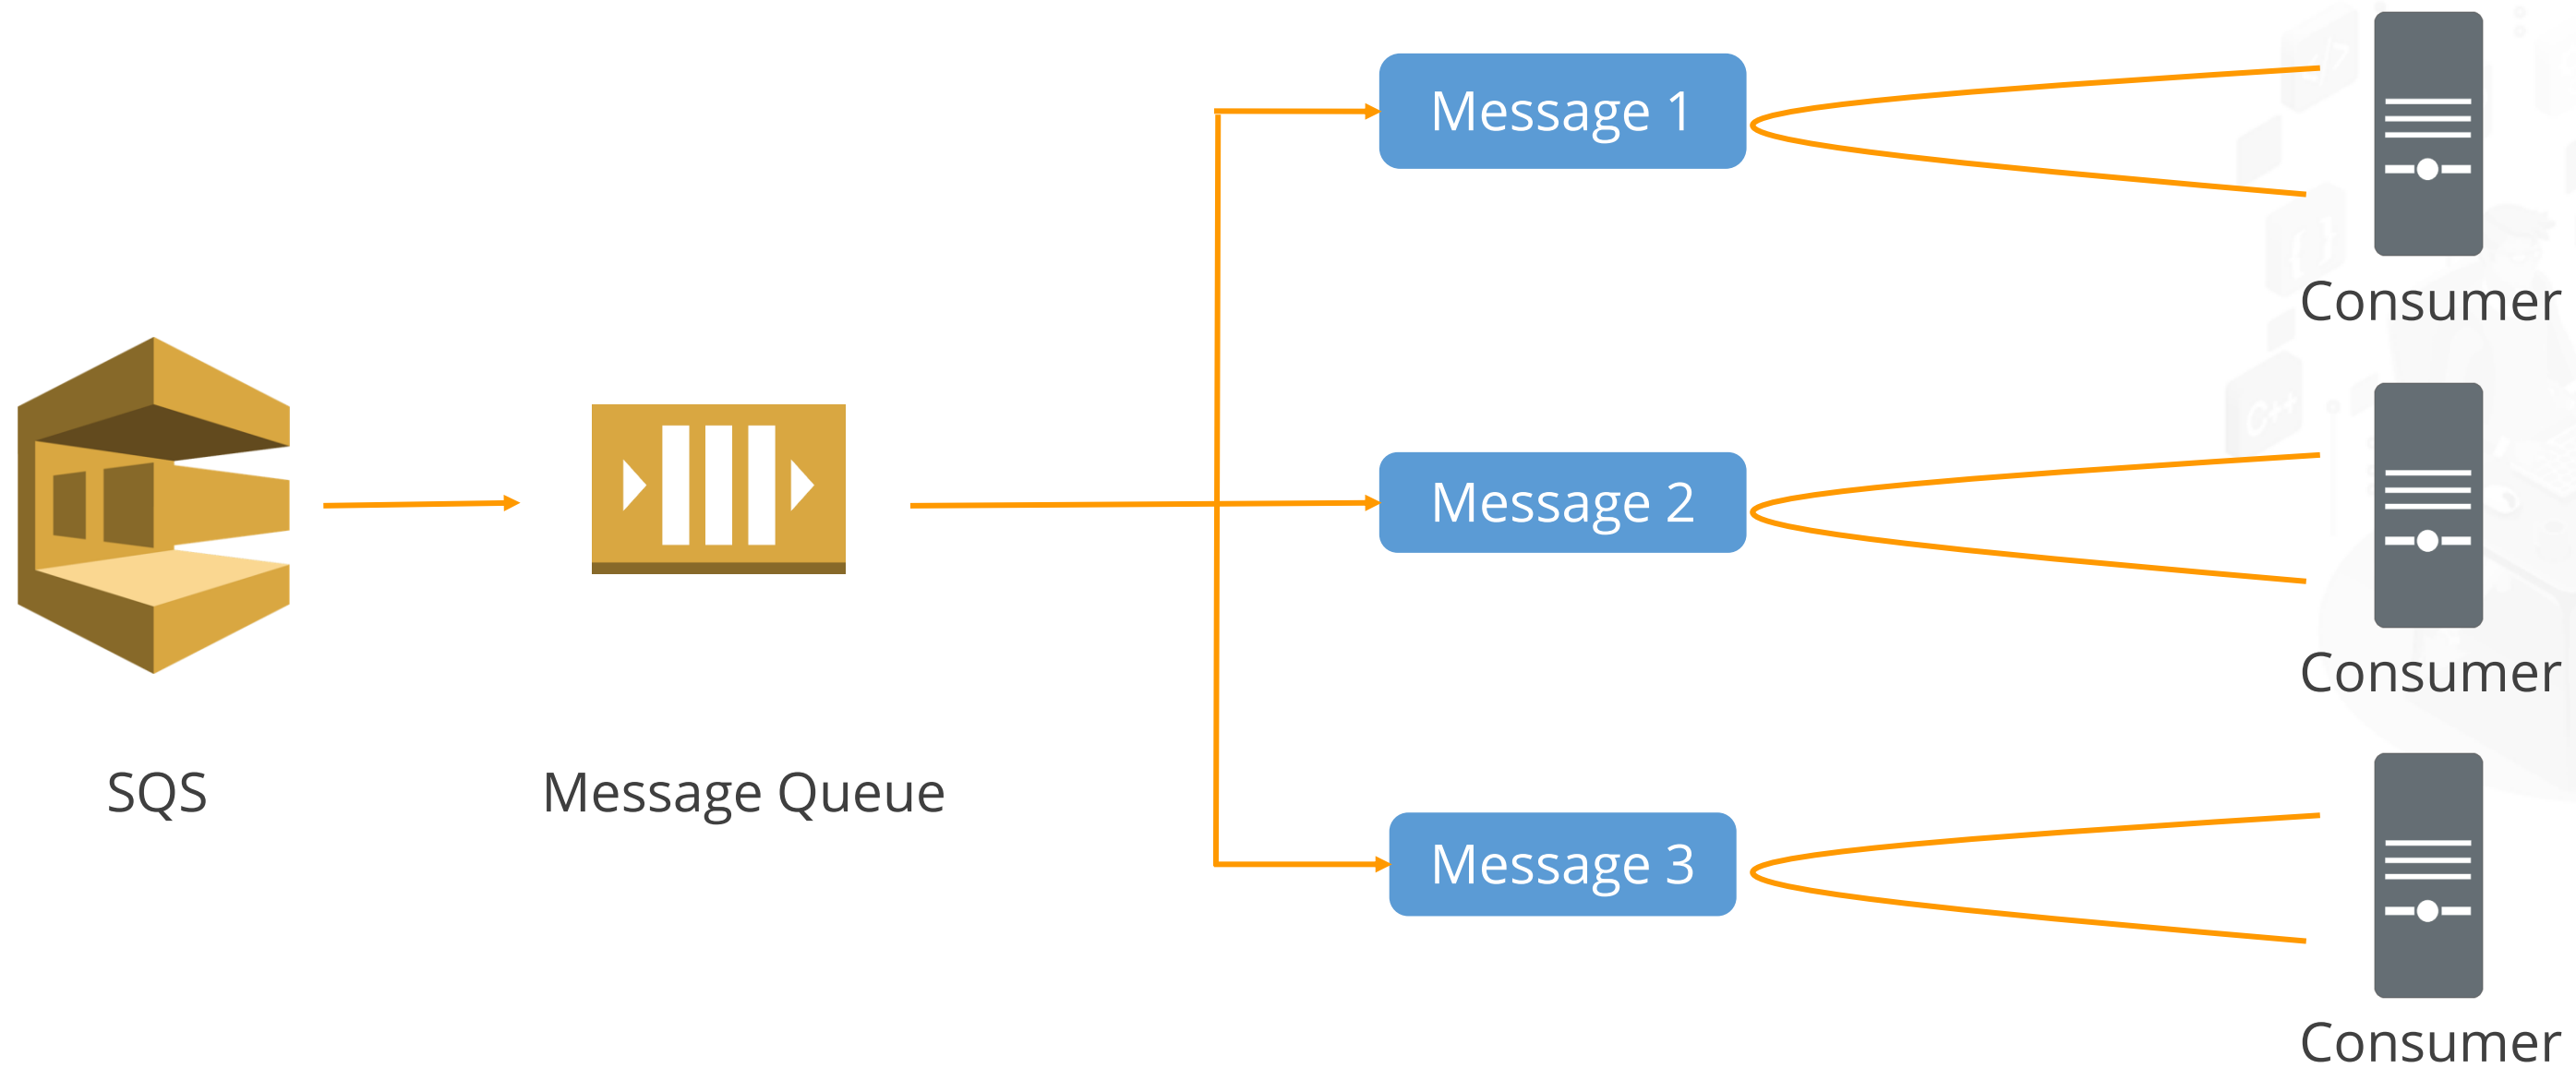 Message 1
Consumer
Message 2
Consumer
SQS
Message Queue
Message 3
Consumer
C++